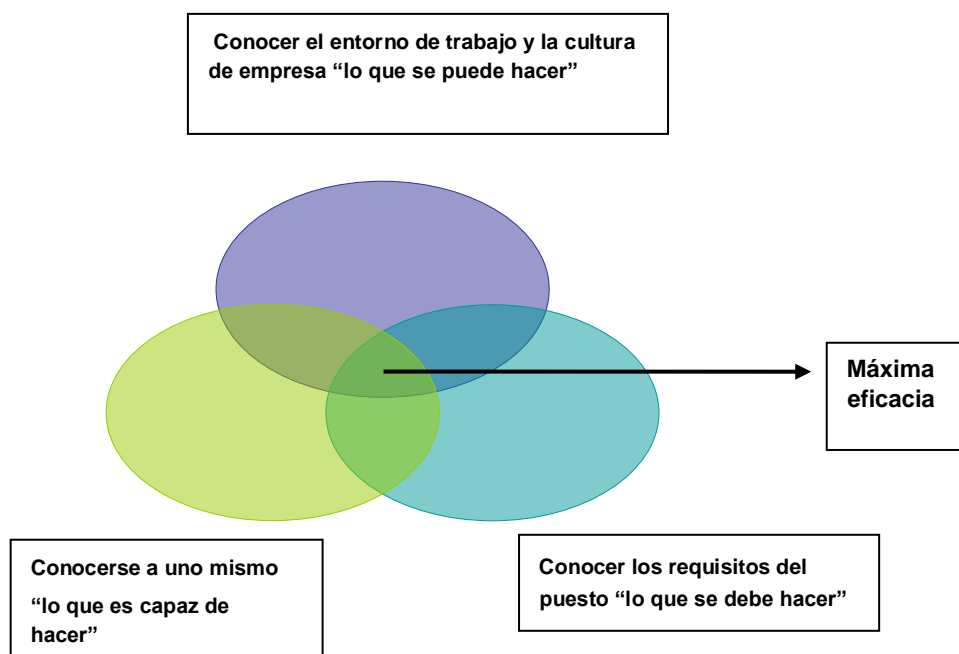 Conocer el entorno de trabajo y la cultura
de empresa “lo que se puede hacer”
Máxima
eficacia
Conocerse a uno mismo
“lo que es capaz de
hacer”
Conocer los requisitos del
puesto “lo que se debe hacer”